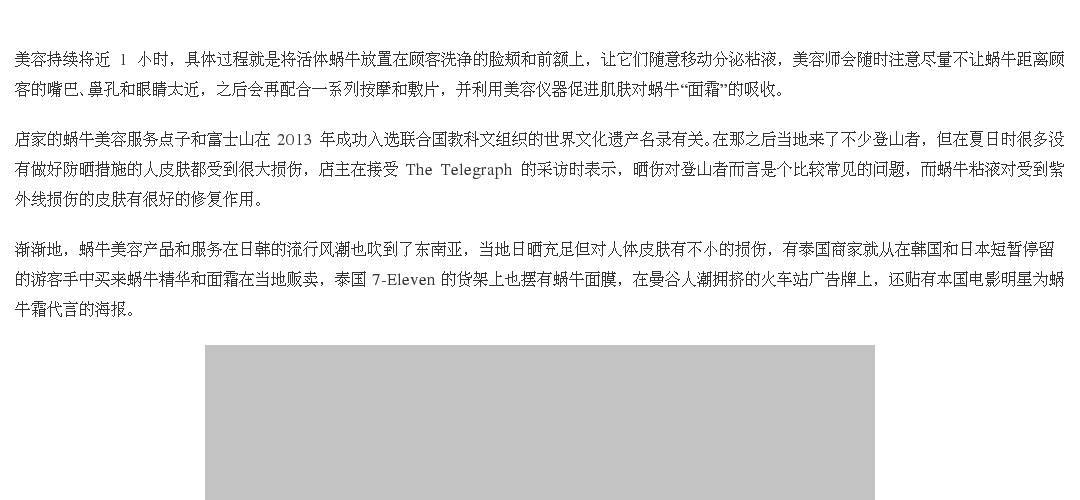 美容持续将近 1 小时，具体过程就是将活体蜗牛放置在顾客洗净的脸颊和前额上，让它们随意移动分泌粘液，美容师会随时注意尽量不让蜗牛距离顾
客的嘴巴、鼻孔和眼睛太近，之后会再配合一系列按摩和敷片，并利用美容仪器促进肌肤对蜗牛“面霜”的吸收。
店家的蜗牛美容服务点子和富士山在 2013 年成功入选联合国教科文组织的世界文化遗产名录有关。在那之后当地来了不少登山者，但在夏日时很多没
有做好防晒措施的人皮肤都受到很大损伤，店主在接受 The Telegraph 的采访时表示，晒伤对登山者而言是个比较常见的问题，而蜗牛粘液对受到紫
外线损伤的皮肤有很好的修复作用。
渐渐地，蜗牛美容产品和服务在日韩的流行风潮也吹到了东南亚，当地日晒充足但对人体皮肤有不小的损伤，有泰国商家就从在韩国和日本短暂停留
的游客手中买来蜗牛精华和面霜在当地贩卖，泰国 7-Eleven 的货架上也摆有蜗牛面膜，在曼谷人潮拥挤的火车站广告牌上，还贴有本国电影明星为蜗
牛霜代言的海报。